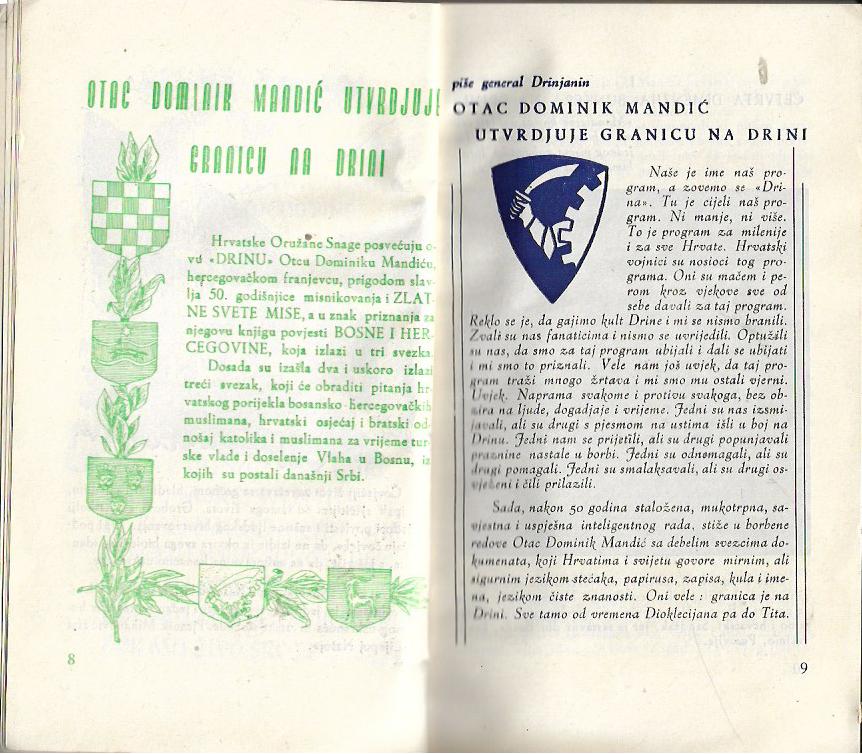 OTAC DOMINIK MANDIĆ UTVRDJUJE
GRANICU NA DRINI
Hrvatske Oružane Snage posvećuju o-
vu «DRINU» Otcu Dominiku Mandiću,
hercegovačkom franjevcu, prigodom slav-
lja 50. godišnjice misnikovanja i ZLAT-
NE SVETE MISE, a u znak priznanja za
njegovu knjigu povjesti BOSNE I HER-
CEGOVINE, koja izlazi u tri svezka.
Dosada su izašla dva i uskoro izlazi
treći svezak, koji će obraditi pitanja hr-
vatskog porijekla bosansko-hercegovačkih
muslimana, hrvatski osjećaj i bratski od-
nošaj katolika i muslimana za vrijeme tur-
ske vlade i doselenje Vlaha u Bosnu, iz
kojih su postali današnji Srbi.
8
piše general Drinjanin
OTAC DOMINIK MANDIĆ
UTVRDJUJE GRANICU NA DRINI
Naše je ime naš pro-
gram, a zovemo se «Dri-
na». Tu je cijeli naš pro-
gram. Ni manje, ni više.
To je program za milenije
i za sve Hrvate. Hrvatski
vojnici su nosioci tog pro-
grama. Oni su mačem i pe-
rom kroz vjekove sve od
sebe davali za taj program.
Reklo se je, da gajimo kult Drine i mi se nismo branili.
Zvali su nas fanaticima i nismo se uvrijedili. Optužili
su nas, da smo za taj program ubijali i dali se ubijati
i mi smo to priznali. Vele nam još uvjek, da taj pro-
gram traži mnogo žrtava i mi smo mu ostali vjerni.
Uvjek. Naprama svakome i protivu svakoga, bez ob-
zira na ljude, dogadjaje i vrijeme. Jedni su nas izsmi-
javali, ali su drugi s pjesmom na ustima išli u boj na
Drinu. Jedni nam se prijetili, ali su drugi popunjavali
praznine nastale u borbi. Jedni su odnemagali, ali su
drugi pomagali. Jedni su smalaksavali, ali su drugi os-
vježeni i čili prilazili.
Sada, nakon 50 godina staložena, mukotrpna, sa-
vjestna i uspješna inteligentnog rada, stiže u borbene
redove Otac Dominik Mandić sa debelim svezcima do-
kumenata, koji Hrvatima i svijetu govore mirnim, ali
sigurnim jezikom stećaka, papirusa, zapisa, kula i ime-
na, jezikom čiste znanosti. Oni vele : granica je na
Drini. Sve tamo od vremena Dioklecijana pa do Tita.
9